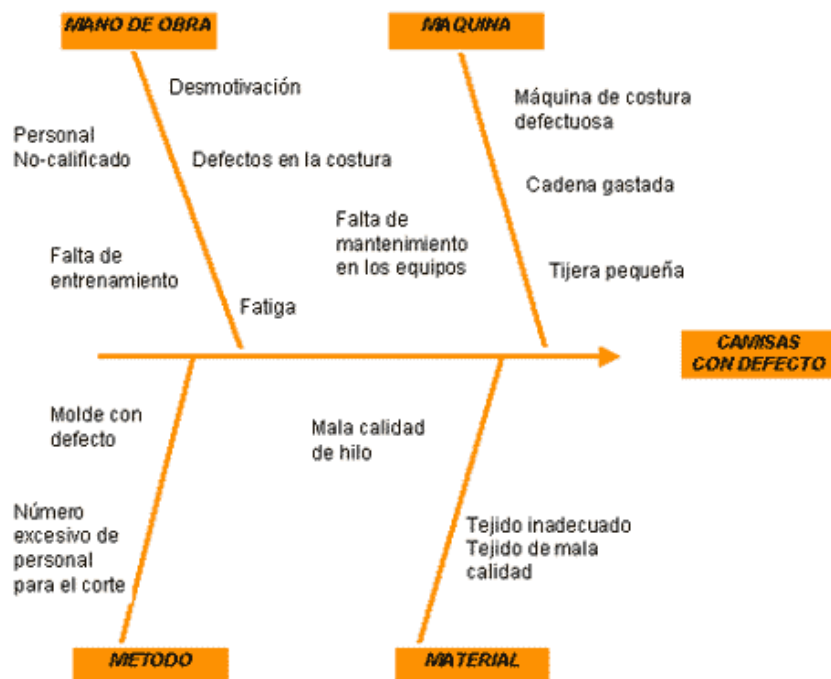 MANO DE OBRA
MAQUINA
Desmotivación
Máquina de costura
defectuosa
Personal
No-calificado
Defectos en la costura
Cadena gastada
Falta de
mantenimiento
en los equipos
Falta de
entrenamiento
Tijera pequeña
Fatiga
CAMISAS
CON DEFECTO
Molde con
defecto
Mala calidad
de hilo
Número
excesivo de
personal
para el corte
Tejido inadecuado
Tejido de mala
calidad
METODO
MATERIAL